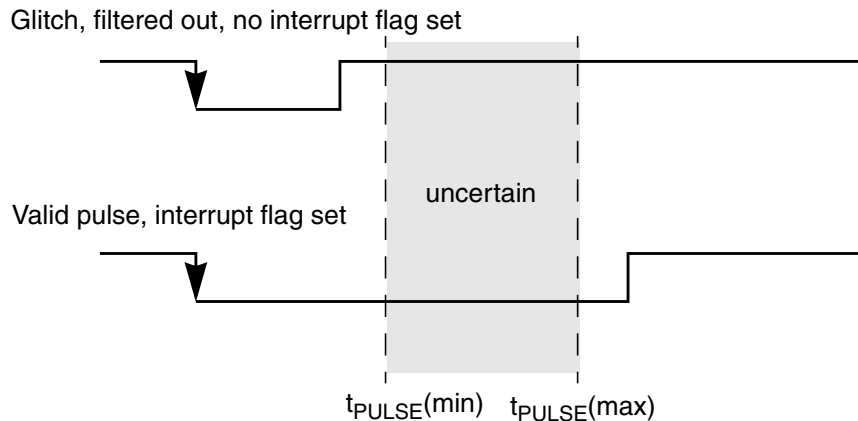 Glitch, filtered out, no interrupt flag set
uncertain
Valid pulse, interrupt flag set
tPULSE(min) tPULSE(max)